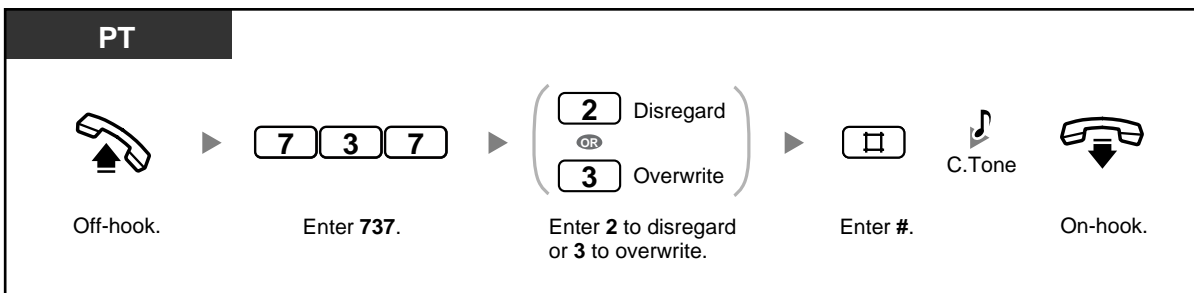 PT
7 3 7
2 Disregard
OR
3 Overwrite
#
C.Tone
Off-hook.
Enter 737.
Enter 2 to disregard
or 3 to overwrite.
Enter #.
On-hook.